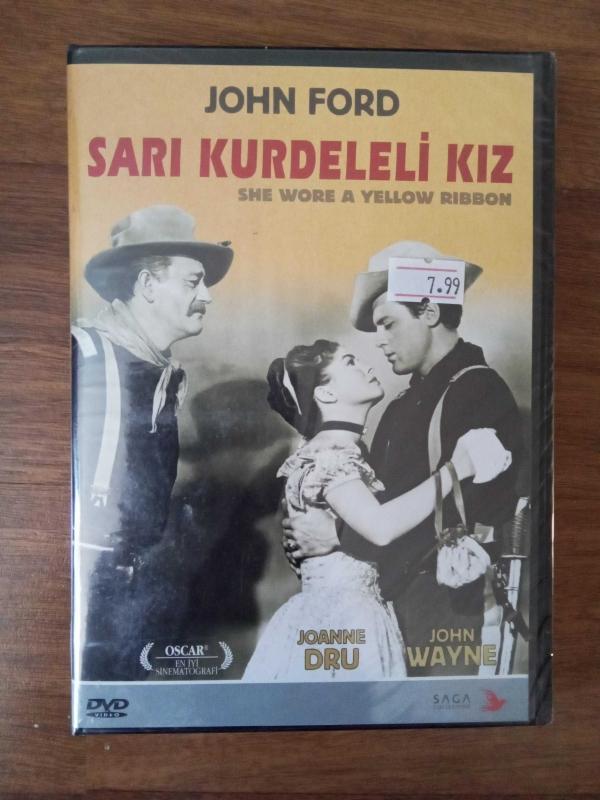 JOHN FORD
SARI KURDELELİ KIZ
SHE WORE A YELLOW RIBBON
7.99
JOANNE
DRU
JOHN
WAYNE
OSCAR®
EN İYİ
SİNEMATOGRAFİ
DVD
VIDEO
SAGA